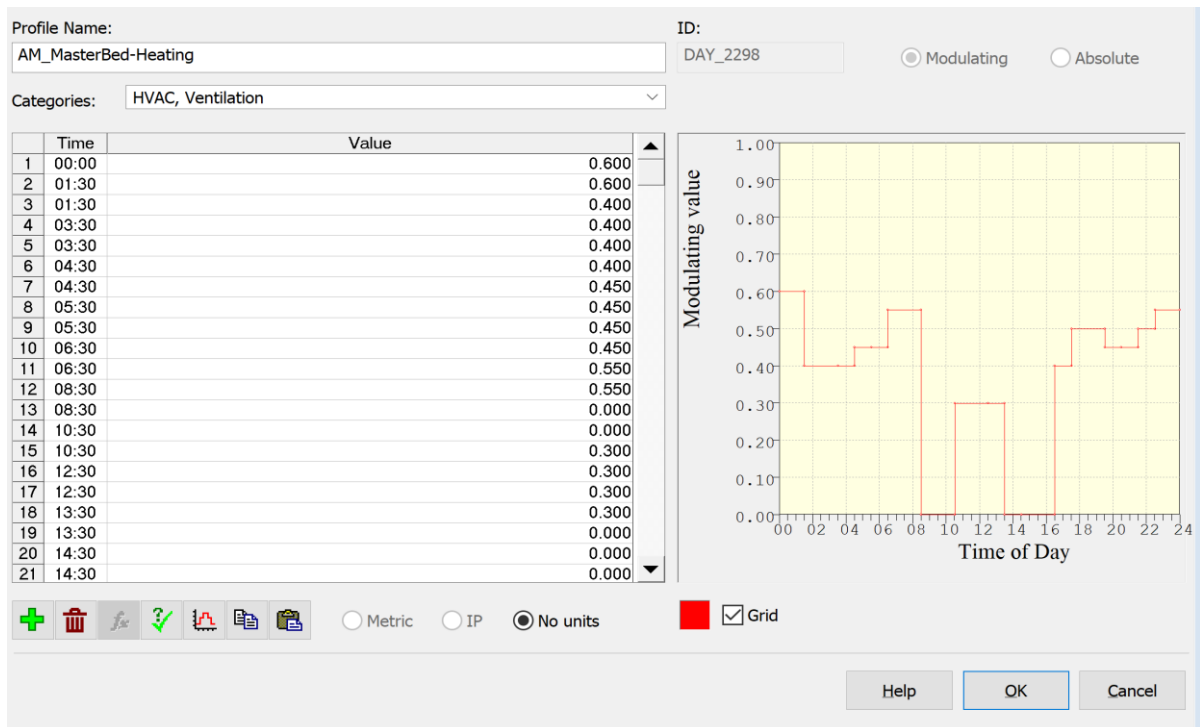 Profile Name:
ID:
AM_MasterBed-Heating
DAY_2298
Modulating
Absolute
Categories:
HVAC, Ventilation
Time Value
1 00:00 0.600
2 01:30 0.600
3 01:30 0.400
4 03:30 0.400
5 03:30 0.400
6 04:30 0.400
7 04:30 0.450
8 05:30 0.450
9 05:30 0.450
10 06:30 0.450
11 06:30 0.550
12 08:30 0.550
13 08:30 0.000
14 10:30 0.000
15 10:30 0.300
16 12:30 0.300
17 12:30 0.300
18 13:30 0.300
19 13:30 0.000
20 14:30 0.000
21 14:30 0.000
Modulating value
1.00
0.90
0.80
0.70
0.60
0.50
0.40
0.30
0.20
0.10
0.00
00 02 04 06 08 10 12 14 16 18 20 22 24
Time of Day
fx
Metric
IP
No units
Grid
Help
OK
Cancel